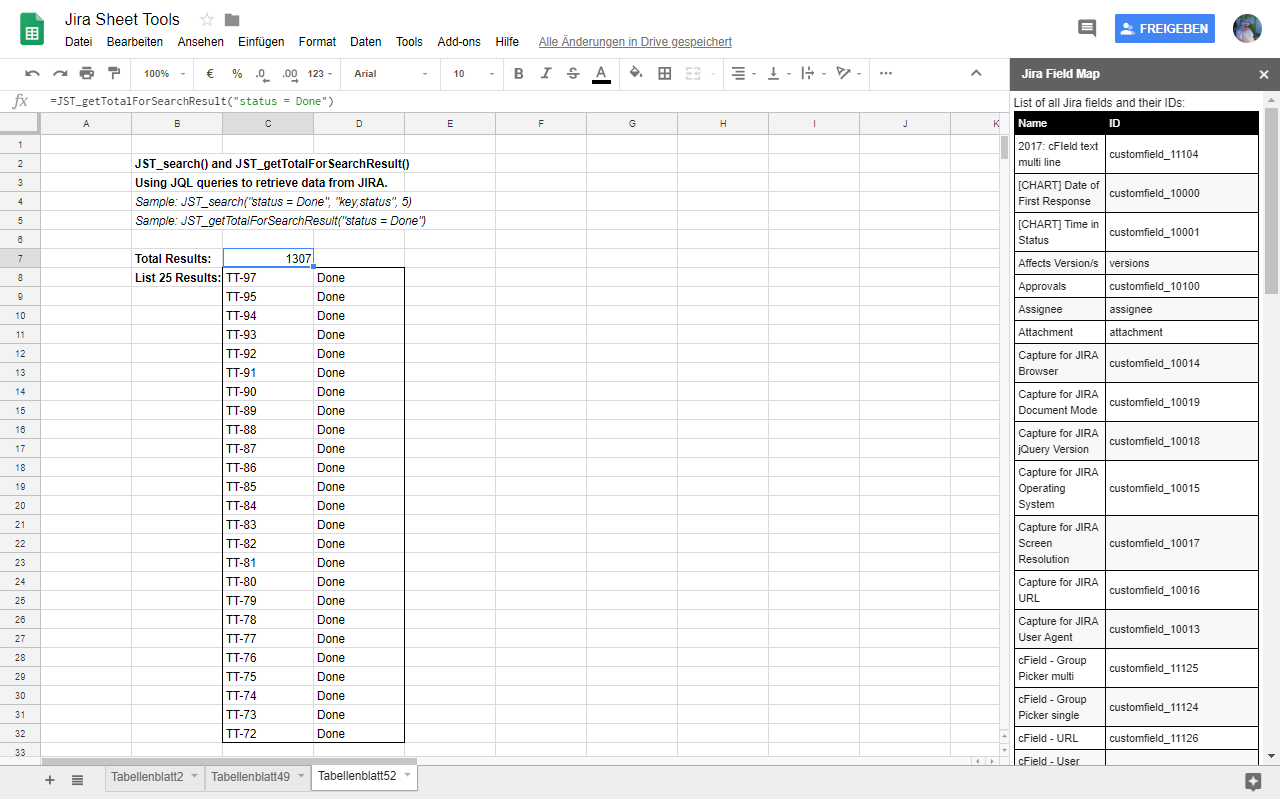 Jira Sheet Tools
Datei Bearbeiten Ansehen Einfügen Format Daten Tools Add-ons Hilfe Alle Änderungen in Drive gespeichert
FREIGEBEN
100% € % .0 .00 123 Arial 10 B I S A
fx =JST_getTotalForSearchResult("status = Done")
A B C D E F G H I J K
1
2 JST_search() and JST_getTotalForSearchResult()
3 Using JQL queries to retrieve data from JIRA.
4 Sample: JST_search("status = Done", "key,status", 5)
5 Sample: JST_getTotalForSearchResult("status = Done")
6
7 Total Results: 1307
8 List 25 Results: TT-97 Done
9 TT-95 Done
10 TT-94 Done
11 TT-93 Done
12 TT-92 Done
13 TT-91 Done
14 TT-90 Done
15 TT-89 Done
16 TT-88 Done
17 TT-87 Done
18 TT-86 Done
19 TT-85 Done
20 TT-84 Done
21 TT-83 Done
22 TT-82 Done
23 TT-81 Done
24 TT-80 Done
25 TT-79 Done
26 TT-78 Done
27 TT-77 Done
28 TT-76 Done
29 TT-75 Done
30 TT-74 Done
31 TT-73 Done
32 TT-72 Done
33
Tabellenblatt2 Tabellenblatt49 Tabellenblatt52
Jira Field Map
List of all Jira fields and their IDs:
Name ID
2017: cField text
multi line customfield_11104
[CHART] Date of
First Response customfield_10000
[CHART] Time in
Status customfield_10001
Affects Version/s versions
Approvals customfield_10100
Assignee assignee
Attachment attachment
Capture for JIRA
Browser customfield_10014
Capture for JIRA
Document Mode customfield_10019
Capture for JIRA
jQuery Version customfield_10018
Capture for JIRA
Operating
System customfield_10015
Capture for JIRA
Screen
Resolution customfield_10017
Capture for JIRA
URL customfield_10016
Capture for JIRA
User Agent customfield_10013
cField - Group
Picker multi customfield_11125
cField - Group
Picker single customfield_11124
cField - URL customfield_11126
cField - User